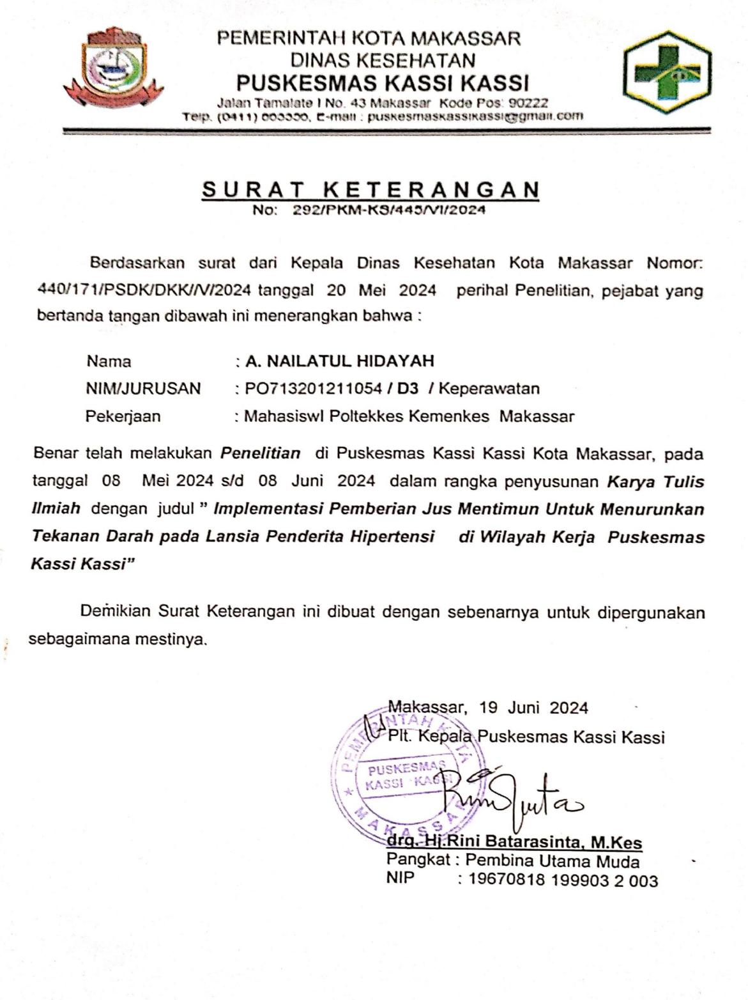 PEMERINTAH KOTA MAKASSAR
DINAS KESEHATAN
PUSKESMAS KASSI KASSI
Jalan Tamalate I No. 43 Makassar Kode Pos: 90222
Telp. (0411) E-mail : puskesmaskassikassi@gmail.com
SURAT KETERANGAN
No: 292/PKM-KS/445/VI/2024
Berdasarkan surat dari Kepala Dinas Kesehatan Kota Makassar Nomor:
440/171/PSDK/DKK//V/2024 tanggal 20 Mei 2024 perihal Penelitian, pejabat yang
bertanda tangan dibawah ini menerangkan bahwa :
Nama : A. NAILATUL HIDAYAH
NIM/JURUSAN : PO713201211054 / D3 / Keperawatan
Pekerjaan : MahasiswI Poltekkes Kemenkes Makassar
Benar telah melakukan Penelitian di Puskesmas Kassi Kassi Kota Makassar, pada
tanggal 08 Mei 2024 s/d 08 Juni 2024 dalam rangka penyusunan Karya Tulis
Ilmiah dengan judul ” Implementasi Pemberian Jus Mentimun Untuk Menurunkan
Tekanan Darah pada Lansia Penderita Hipertensi di Wilayah Kerja Puskesmas
Kassi Kassi”
Demikian Surat Keterangan ini dibuat dengan sebenarnya untuk dipergunakan
sebagaimana mestinya.
Makassar, 19 Juni 2024
Plt. Kepala Puskesmas Kassi Kassi
PEMERINTAH KOTA
PUSKESMAS
KASSI KASSI
MAKASSAR
drg. Hj.Rini Batarasinta, M.Kes
Pangkat : Pembina Utama Muda
NIP : 19670818 199903 2 003